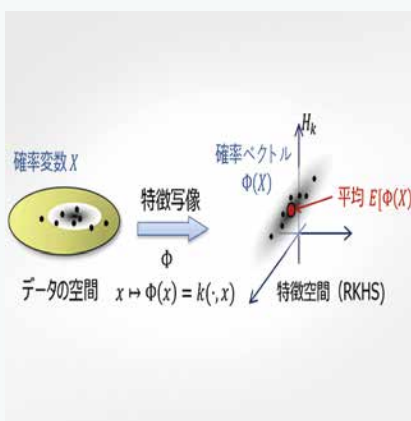 確率変数 X
データの空間
特徴写像
Φ
x ↦ Φ(x) = k(·, x)
H_k
確率ベクトル
Φ(X)
平均 E[Φ(X)
特徴空間 (RKHS)